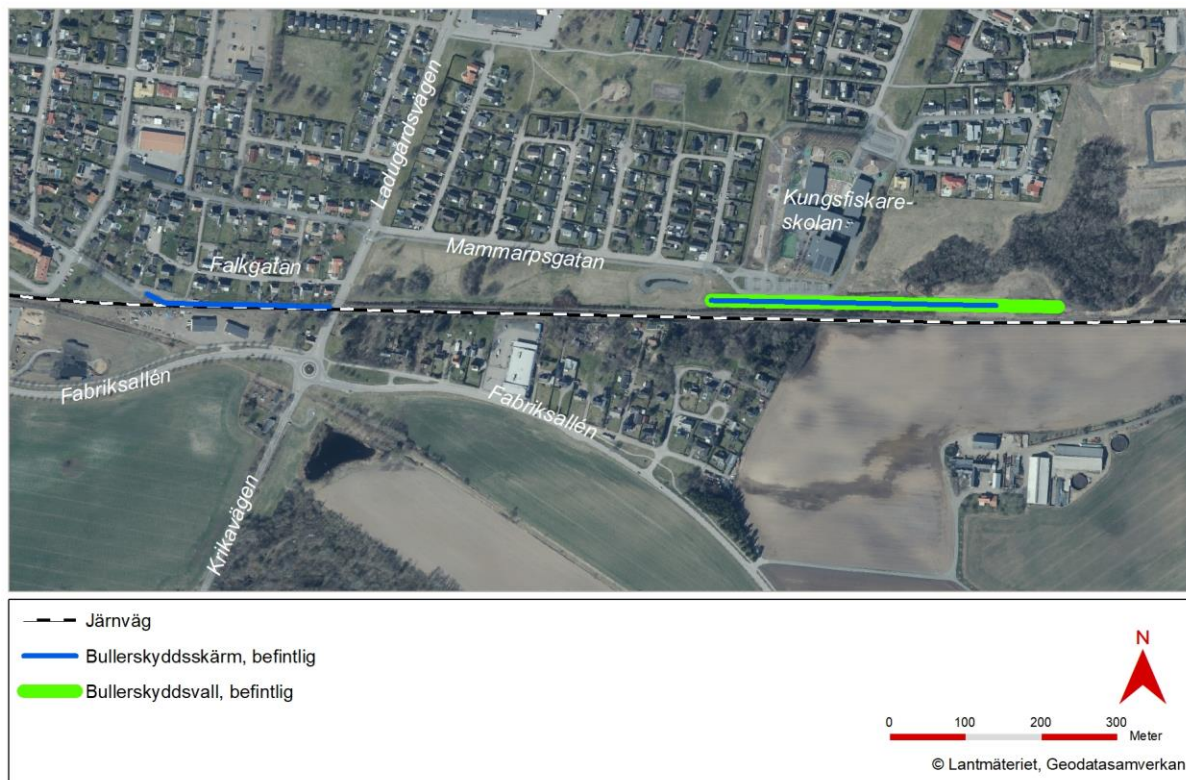 Ladugårdsvägen
Kungsfiskare-
skolan
Mammarpsgatan
Falkgatan
Fabriksallén
Fabriksallén
Krikavägen
Järnväg
Bullerskyddsskärm, befintlig
Bullerskyddsvall, befintlig
N
0 100 200 300
Meter
© Lantmäteriet, Geodatasamverkan